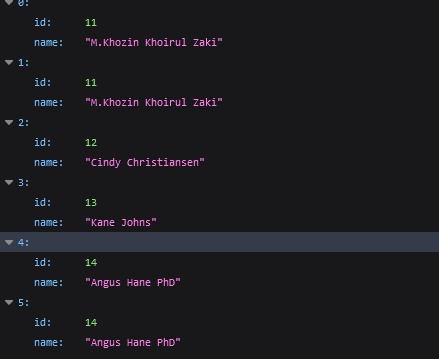 0:
id: 11
name: "M.Khozin Khoirul Zaki"
1:
id: 11
name: "M.Khozin Khoirul Zaki"
2:
id: 12
name: "Cindy Christiansen"
3:
id: 13
name: "Kane Johns"
4:
id: 14
name: "Angus Hane PhD"
5:
id: 14
name: "Angus Hane PhD"